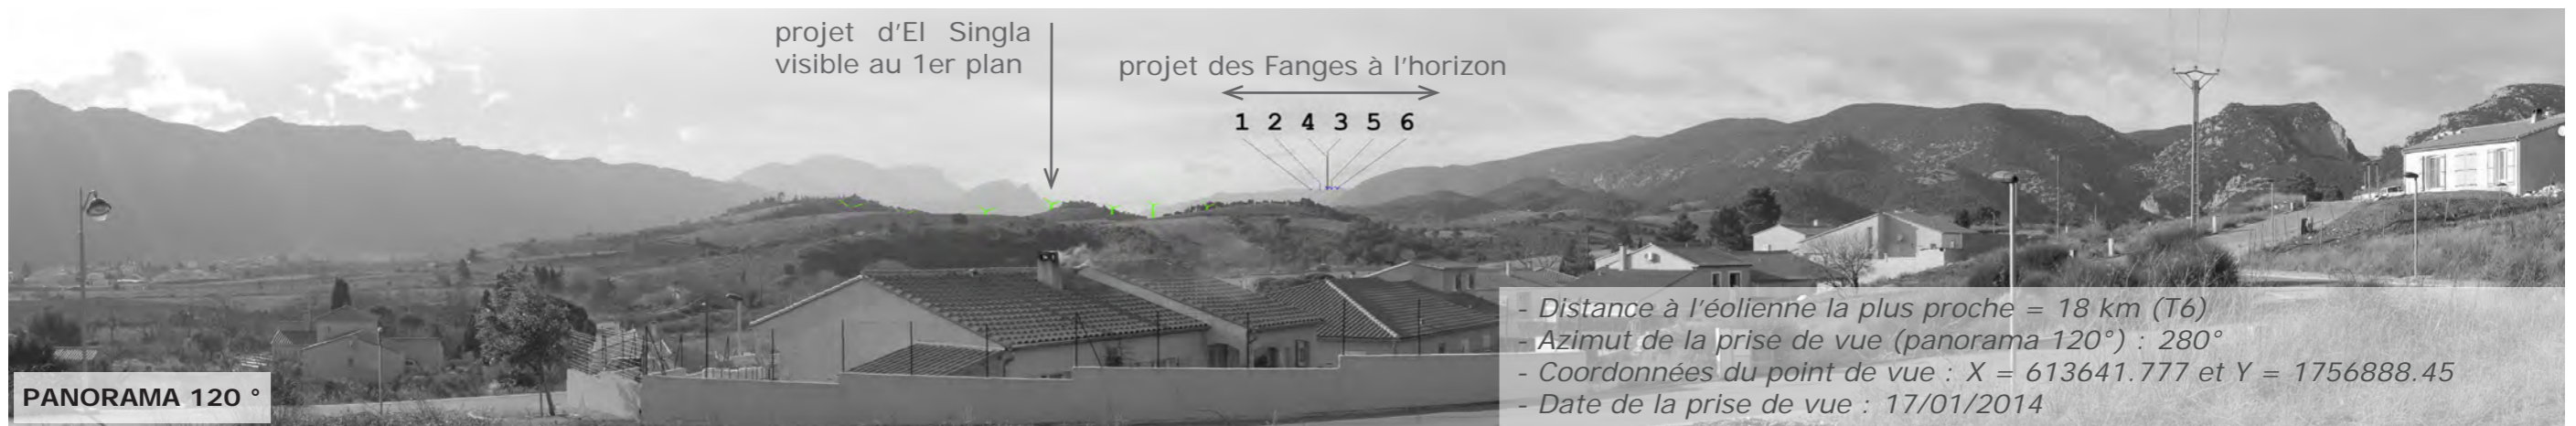 projet d'El Singla
visible au 1er plan
projet des Fanges à l'horizon
1 2 4 3 5 6
- Distance à l'éolienne la plus proche = 18 km (T6)
- Azimut de la prise de vue (panorama 120°) : 280°
- Coordonnées du point de vue : X = 613641.777 et Y = 1756888.45
- Date de la prise de vue : 17/01/2014
PANORAMA 120 °